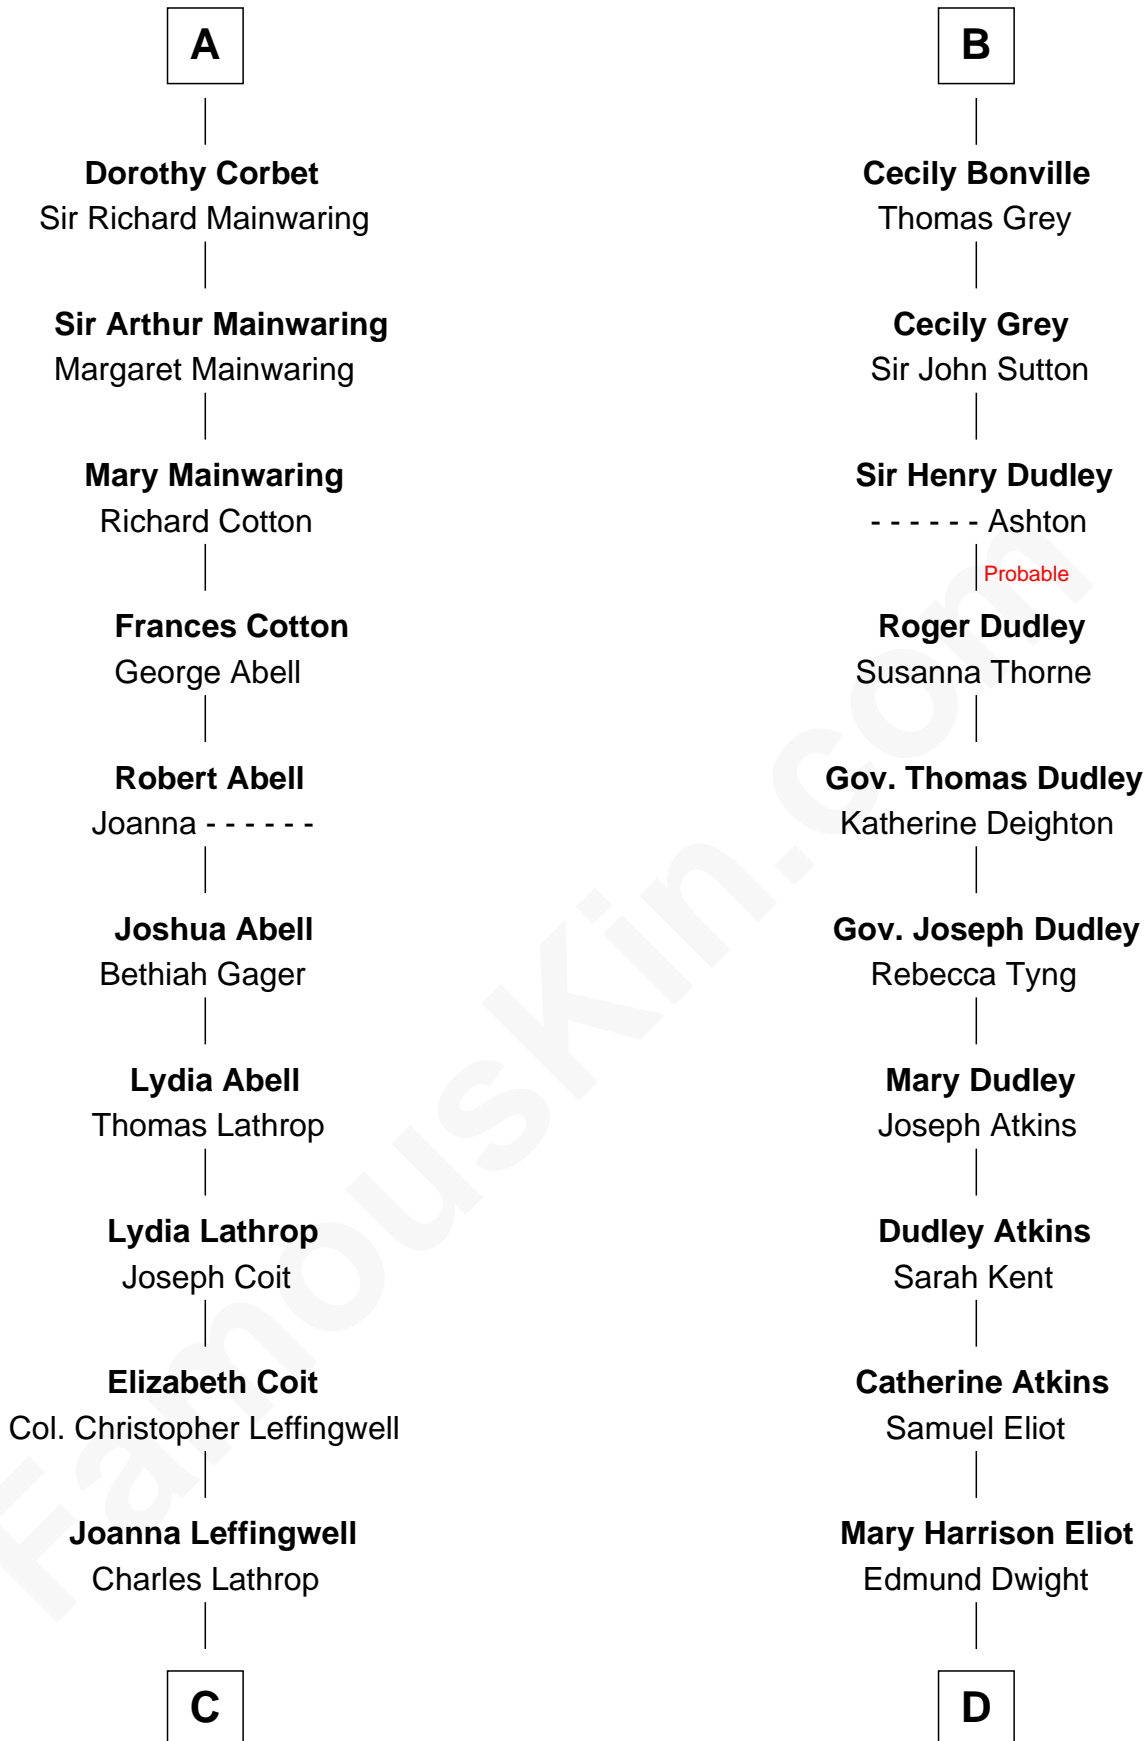 A
Dorothy Corbet
Sir Richard Mainwaring
Sir Arthur Mainwaring
Margaret Mainwaring
Mary Mainwaring
Richard Cotton
Frances Cotton
George Abell
Robert Abell
Joanna - - - - - -
Joshua Abell
Bethiah Gager
Lydia Abell
Thomas Lathrop
Lydia Lathrop
Joseph Coit
Elizabeth Coit
Col. Christopher Leffingwell
Joanna Leffingwell
Charles Lathrop
C
B
Cecily Bonville
Thomas Grey
Cecily Grey
Sir John Sutton
Sir Henry Dudley
- - - - - - Ashton
Probable
Roger Dudley
Susanna Thorne
Gov. Thomas Dudley
Katherine Deighton
Gov. Joseph Dudley
Rebecca Tyng
Mary Dudley
Joseph Atkins
Dudley Atkins
Sarah Kent
Catherine Atkins
Samuel Eliot
Mary Harrison Eliot
Edmund Dwight
D
FamousKin.com